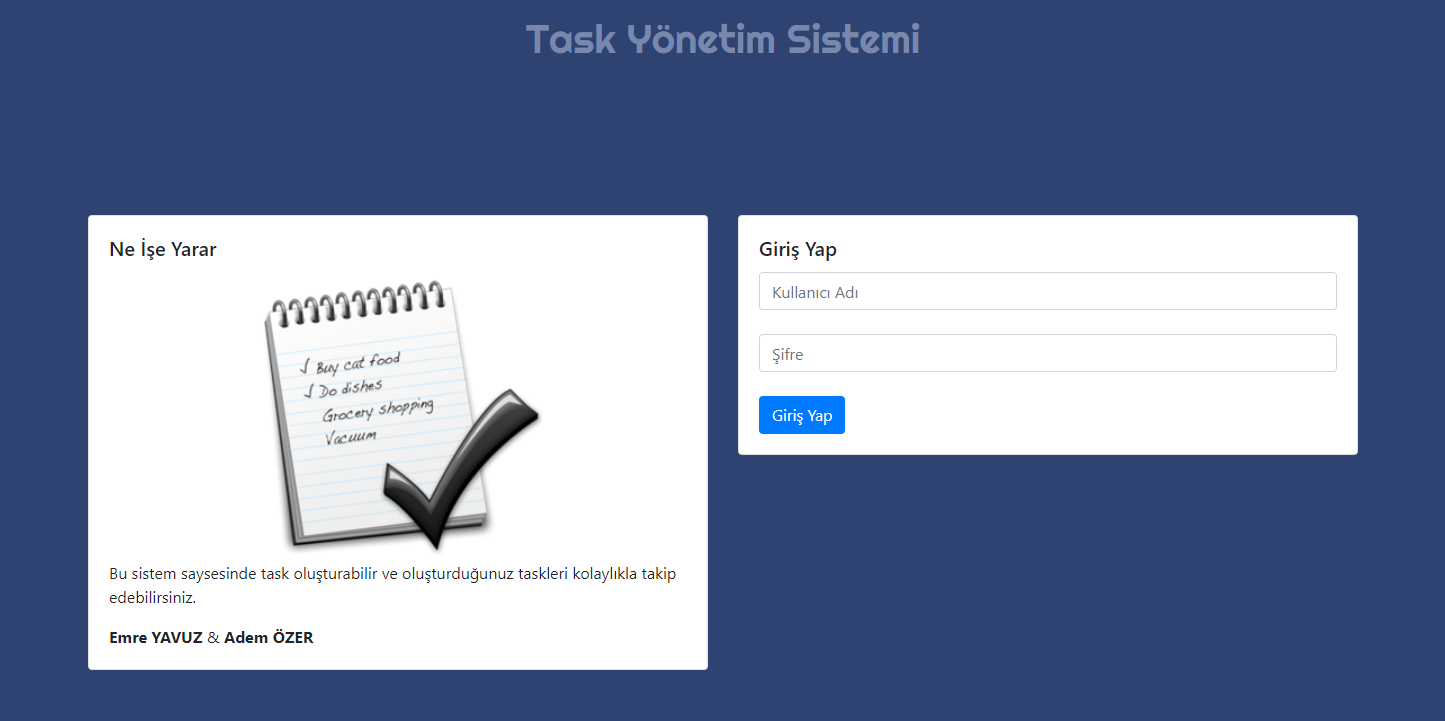 Task Yönetim Sistemi
Ne İşe Yarar
√ Buy cat food
√ Do dishes
Grocery shopping
Vacuum
Bu sistem saysesinde task oluşturabilir ve oluşturduğunuz taskleri kolaylıkla takip
edebilirsiniz.
Emre YAVUZ & Adem ÖZER
Giriş Yap
Kullanıcı Adı
Şifre
Giriş Yap